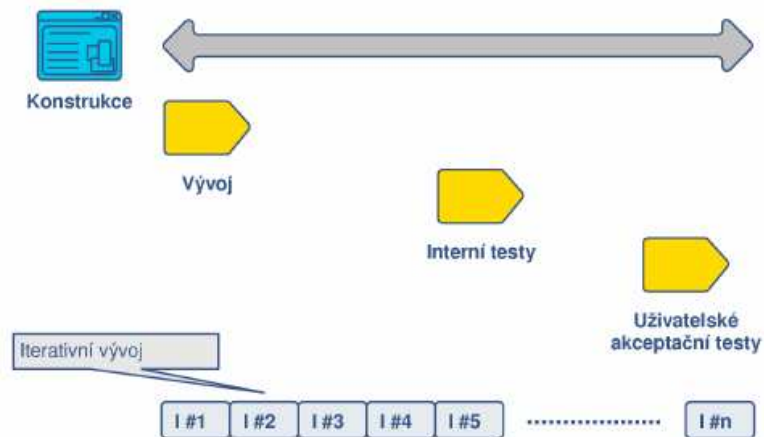 Konstrukce
Vývoj
Interní testy
Uživatelské
akceptační testy
Iterativní vývoj
I #1
I #2
I #3
I #4
I #5
I #n